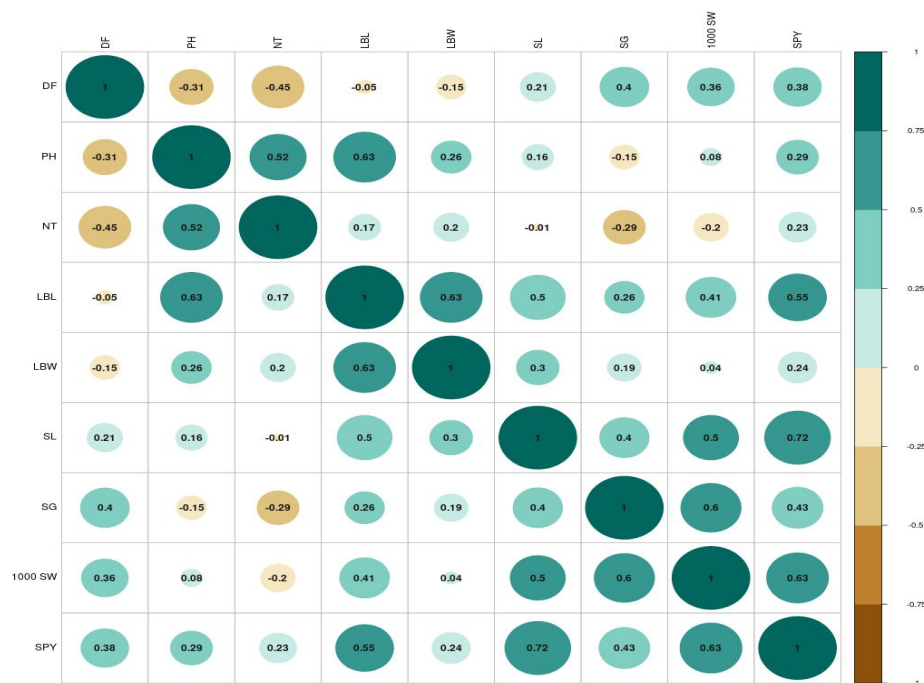 DF PH NT LBL LBW SL SG 1000 SW SPY
DF 1 -0.31 -0.45 -0.05 -0.15 0.21 0.4 0.36 0.38
PH -0.31 1 0.52 0.63 0.26 0.16 -0.15 0.08 0.29
NT -0.45 0.52 1 0.17 0.2 -0.01 -0.29 -0.2 0.23
LBL -0.05 0.63 0.17 1 0.63 0.5 0.26 0.41 0.55
LBW -0.15 0.26 0.2 0.63 1 0.3 0.19 0.04 0.24
SL 0.21 0.16 -0.01 0.5 0.3 1 0.4 0.5 0.72
SG 0.4 -0.15 -0.29 0.26 0.19 0.4 1 0.6 0.43
1000 SW 0.36 0.08 -0.2 0.41 0.04 0.5 0.6 1 0.63
SPY 0.38 0.29 0.23 0.55 0.24 0.72 0.43 0.63 1
1
0.75
0.5
0.25
0
-0.25
-0.5
-0.75
-1